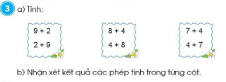 3 a) Tính:
9 + 2
2 + 9
8 + 4
4 + 8
7 + 4
4 + 7
b) Nhận xét kết quả các phép tính trong từng cột.